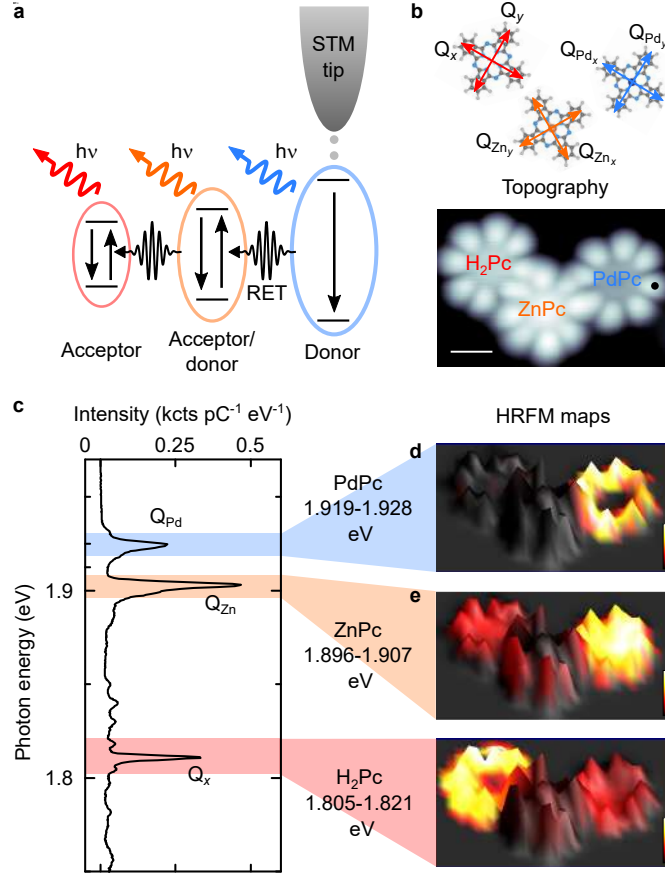 a
STM
tip
hν
hν
hν
RET
Acceptor
Acceptor/
donor
Donor
b
Qy
Qx
QPdy
QPdx
QZny
QZnx
Topography
H₂Pc
PdPc
ZnPc
c
Intensity (kcts pC⁻¹ eV⁻¹)
0
0.25
0.5
Photon energy (eV)
1.9
1.8
QPd
QZn
Qx
PdPc
1.919-1.928
eV
ZnPc
1.896-1.907
eV
H₂Pc
1.805-1.821
eV
HRFM maps
d
e